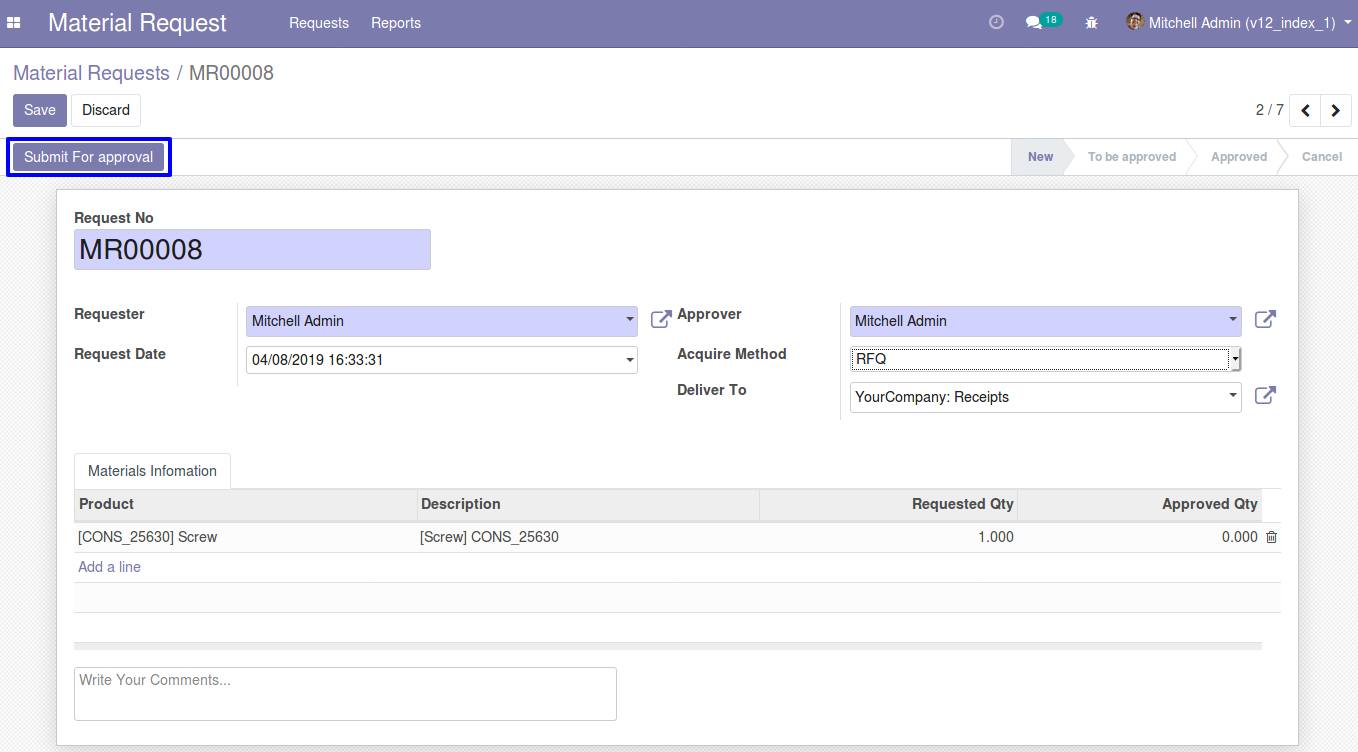 Material Request Requests Reports 18 Mitchell Admin (v12_index_1)
Material Requests / MR00008
Save Discard 2 / 7
Submit For approval New To be approved Approved Cancel
Request No
MR00008
Requester Mitchell Admin Approver Mitchell Admin
Request Date 04/08/2019 16:33:31 Acquire Method RFQ
Deliver To YourCompany: Receipts
Materials Infomation
Product Description Requested Qty Approved Qty
[CONS_25630] Screw [Screw] CONS_25630 1.000 0.000
Add a line
Write Your Comments...